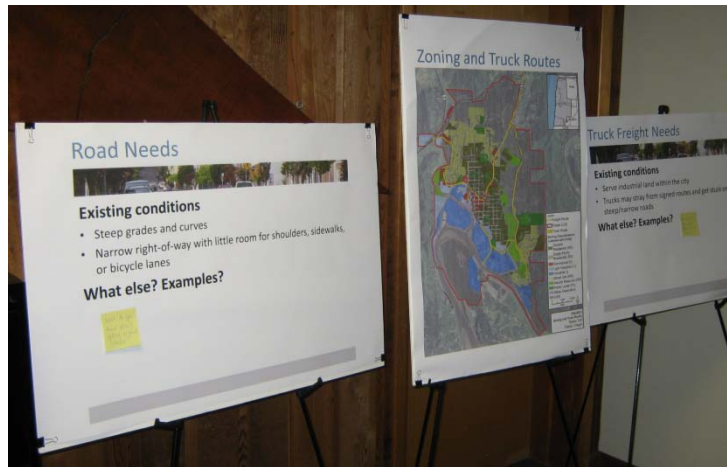 Road Needs
Existing conditions
• Steep grades and curves
• Narrow right-of-way with little room for shoulders, sidewalks,
or bicycle lanes
What else? Examples?
Zoning and Truck Routes
Truck Freight Needs
Existing conditions
• Serve industrial land within the city
• Trucks may stray from signed routes and get stuck on
steep/narrow roads
What else? Examples?